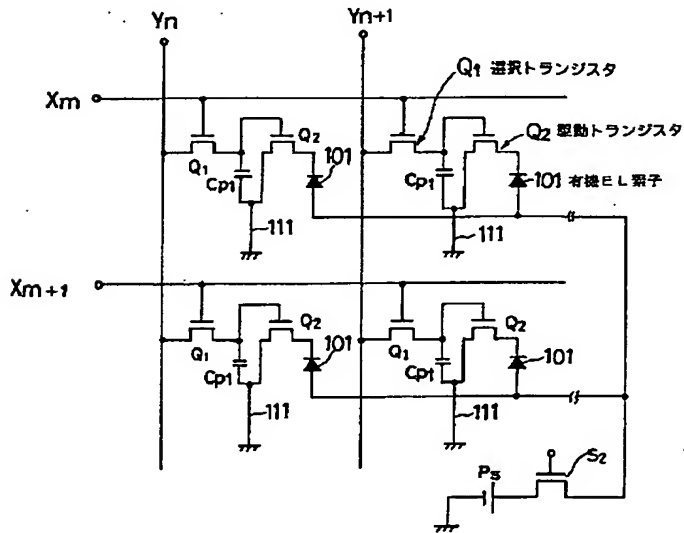 Yn
Yn+1
Q1 選択トランジスタ
Xm
Q2 駆動トランジスタ
Q1
Cp1
Q2
101
Cp1
101 有機EL素子
111
111
Xm+1
Q1
Cp1
Q2
101
Q1
Cp1
Q2
101
111
111
Ps
S2